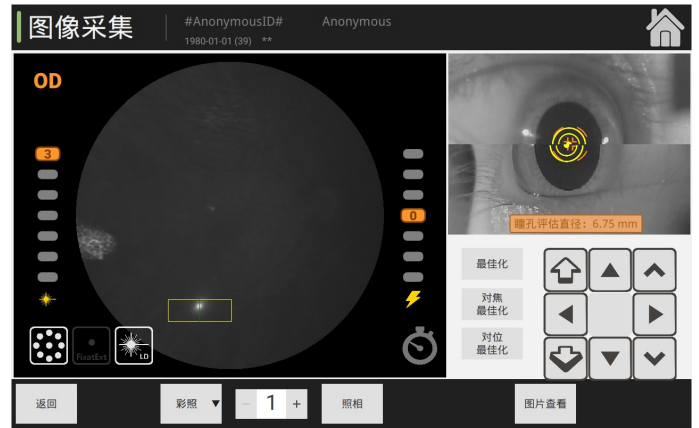 图像采集
#AnonymousID# Anonymous
1980-01-01 (39) **
OD
3
0
瞳孔评估直径：6.75 mm
最佳化
对焦
最佳化
对位
最佳化
FixatExt
LD
返回
彩照 ▼
− 1 +
照相
图片查看